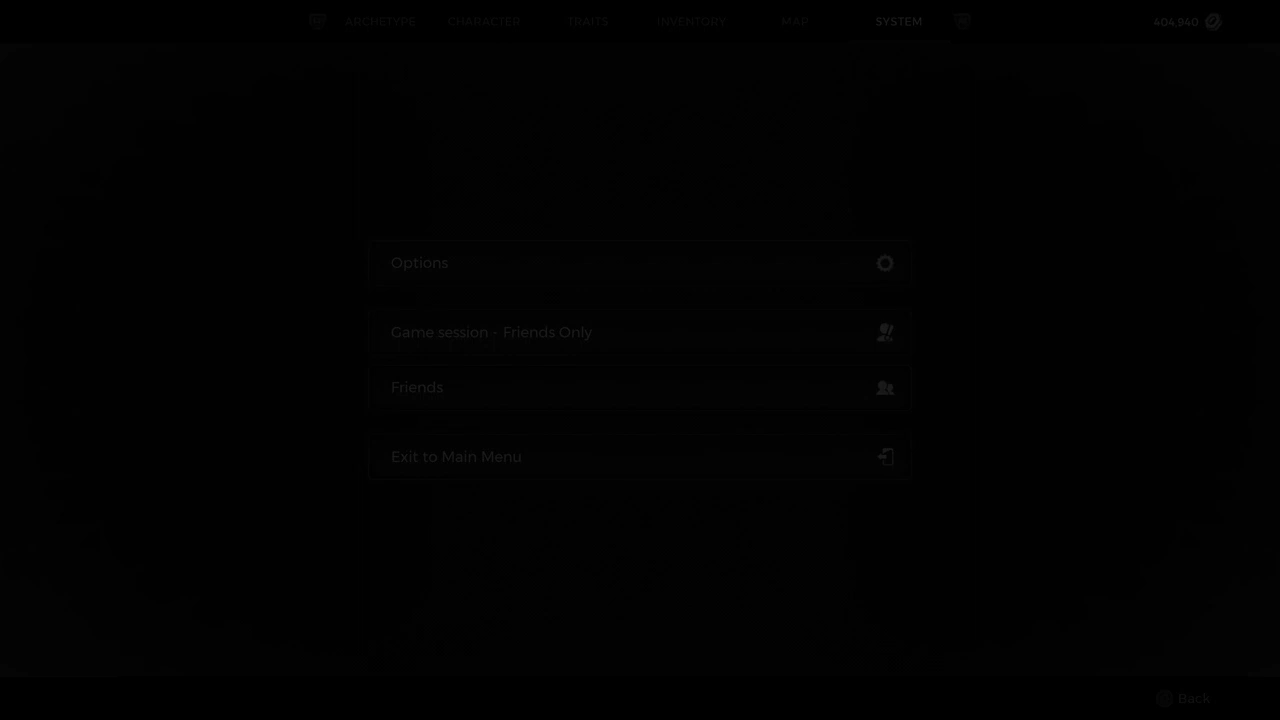 ARCHETYPE CHARACTER TRAITS INVENTORY MAP SYSTEM 404,940
Options
Game session - Friends Only
Friends
Exit to Main Menu
Back